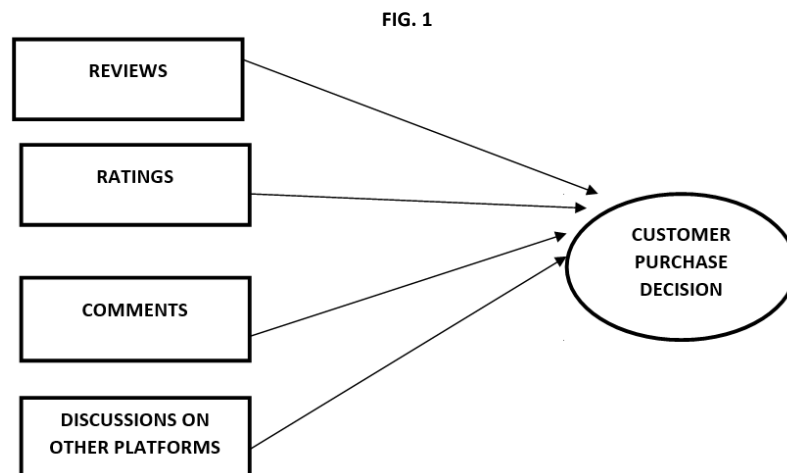 FIG. 1
REVIEWS
RATINGS
COMMENTS
DISCUSSIONS ON
OTHER PLATFORMS
CUSTOMER
PURCHASE
DECISION